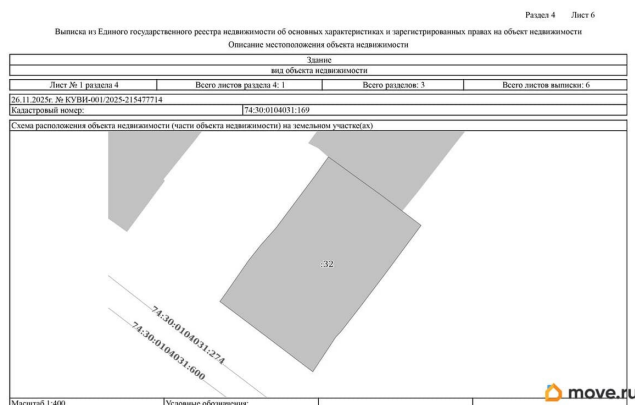 Раздел 4 Лист 6
Выписка из Единого государственного реестра недвижимости об основных характеристиках и зарегистрированных правах на объект недвижимости
Описание местоположения объекта недвижимости
Здание
вид объекта недвижимости
Лист № 1 раздела 4 Всего листов раздела 4: 1 Всего разделов: 3 Всего листов выписки: 6
26.11.2025г. № КУВИ-001/2025-215477714
Кадастровый номер: 74:30:0104031:169
Схема расположения объекта недвижимости (части объекта недвижимости) на земельном участке(ах)
:32
74:30:0104031:274
74:30:0104031:600
Масштаб 1:400 Условные обозначения:
move.ru